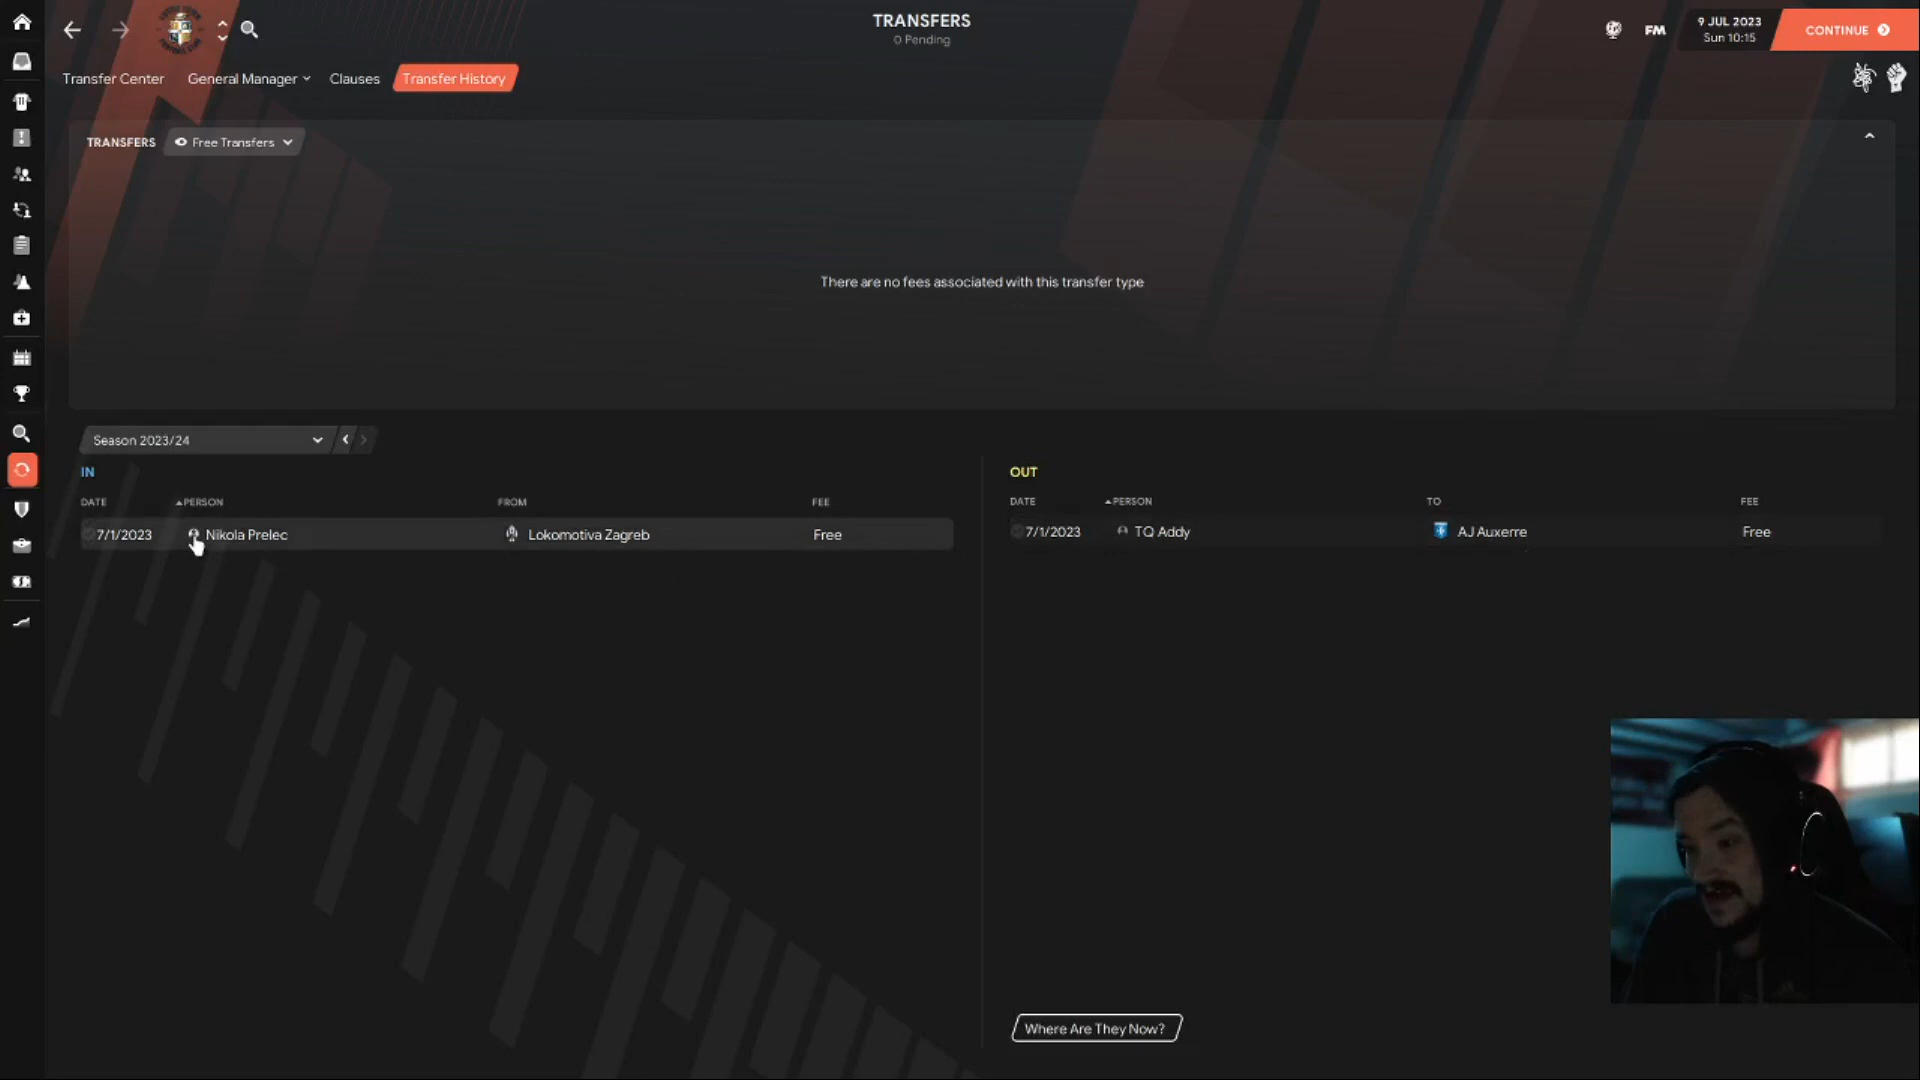 TRANSFERS
0 Pending
FM
9 JUL 2023
Sun 10:15
CONTINUE
Transfer Center
General Manager
Clauses
Transfer History
TRANSFERS
Free Transfers
There are no fees associated with this transfer type
Season 2023/24
IN
DATE PERSON FROM FEE
7/1/2023 Nikola Prelec Lokomotiva Zagreb Free
OUT
DATE PERSON TO FEE
7/1/2023 TQ Addy AJ Auxerre Free
Where Are They Now?